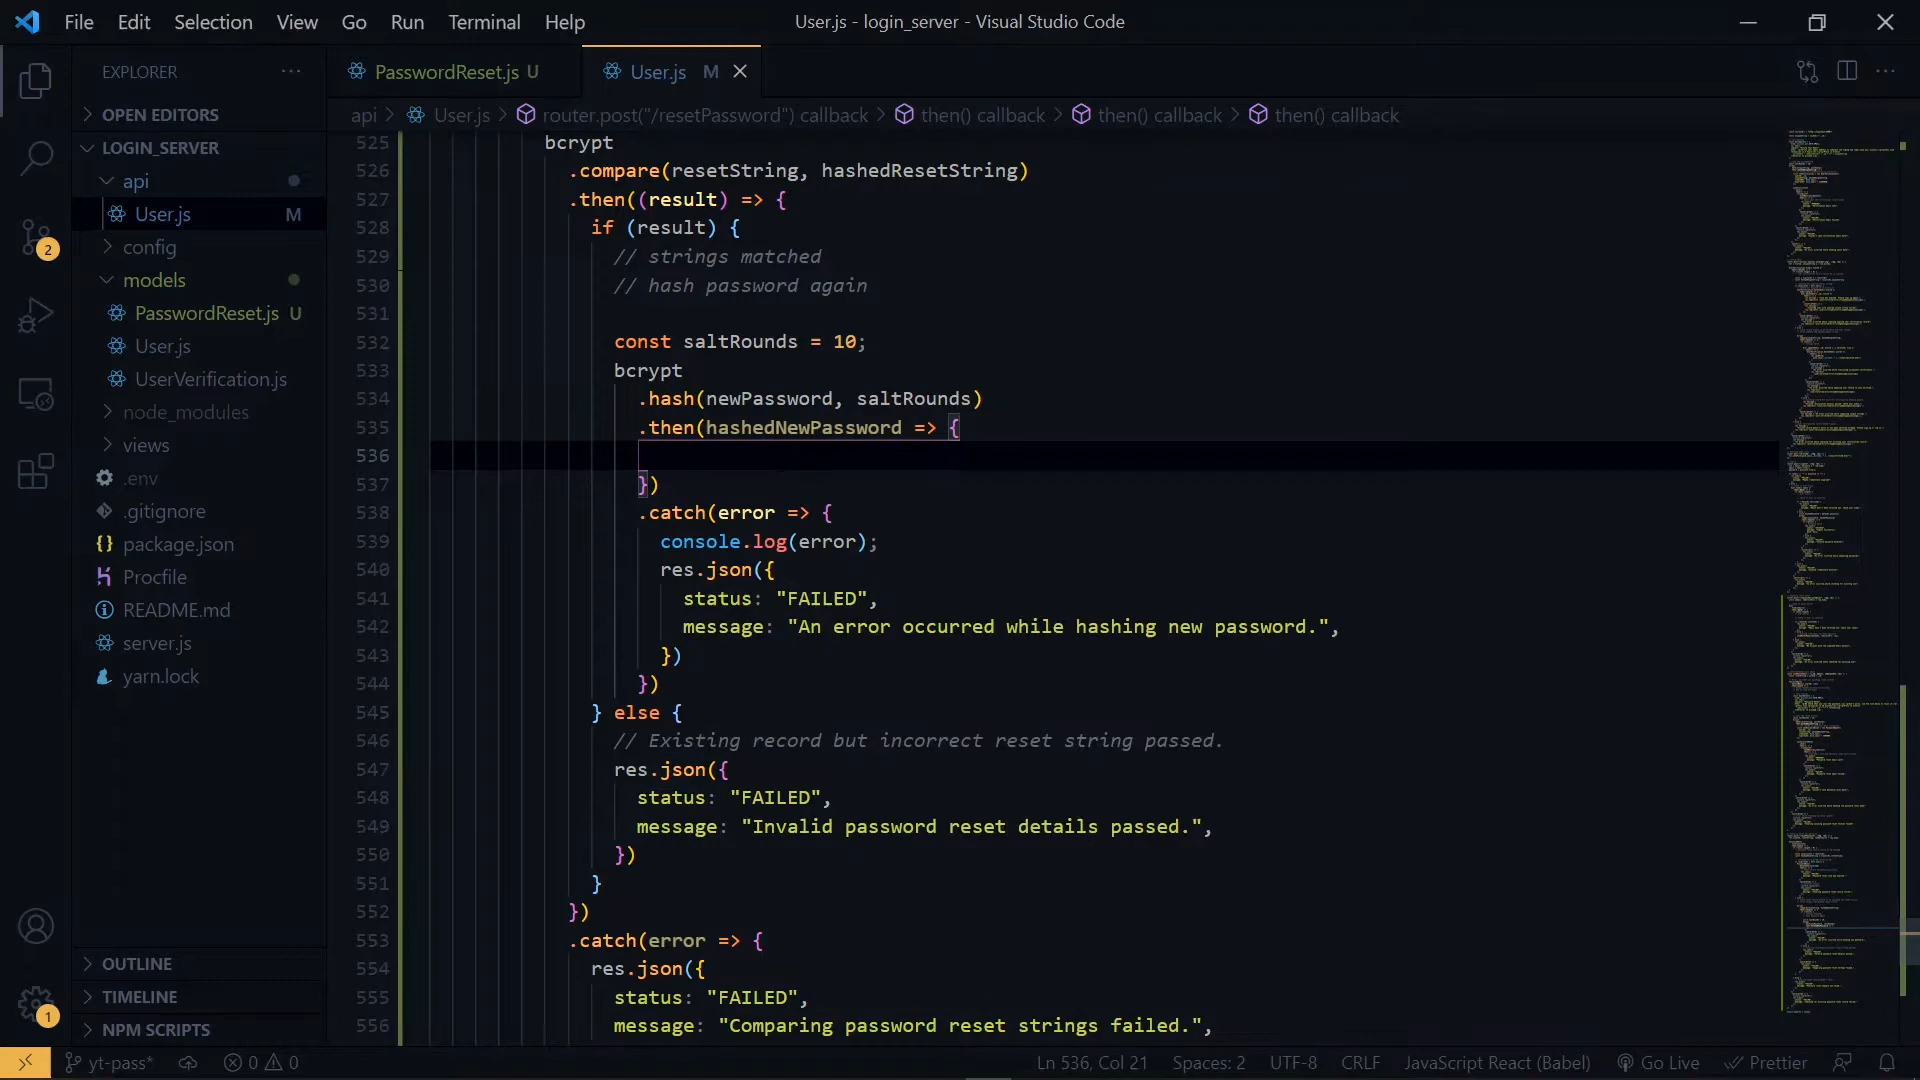 File Edit Selection View Go Run Terminal Help
User.js - login_server - Visual Studio Code
EXPLORER ...
PasswordReset.js U
User.js M
OPEN EDITORS
api > User.js > router.post("/resetPassword") callback > then() callback > then() callback > then() callback
LOGIN_SERVER
api
User.js M
config
models
PasswordReset.js U
User.js
UserVerification.js
node_modules
views
.env
.gitignore
package.json
Procfile
README.md
server.js
yarn.lock
OUTLINE
TIMELINE
NPM SCRIPTS
2
1
525 bcrypt
526 .compare(resetString, hashedResetString)
527 .then((result) => {
528 if (result) {
529 // strings matched
530 // hash password again
531
532 const saltRounds = 10;
533 bcrypt
534 .hash(newPassword, saltRounds)
535 .then(hashedNewPassword => {
536
537 })
538 .catch(error => {
539 console.log(error);
540 res.json({
541 status: "FAILED",
542 message: "An error occurred while hashing new password.",
543 })
544 })
545 } else {
546 // Existing record but incorrect reset string passed.
547 res.json({
548 status: "FAILED",
549 message: "Invalid password reset details passed.",
550 })
551 }
552 })
553 .catch(error => {
554 res.json({
555 status: "FAILED",
556 message: "Comparing password reset strings failed.",
yt-pass* 0 0
Ln 536, Col 21 Spaces: 2 UTF-8 CRLF JavaScript React (Babel) Go Live Prettier